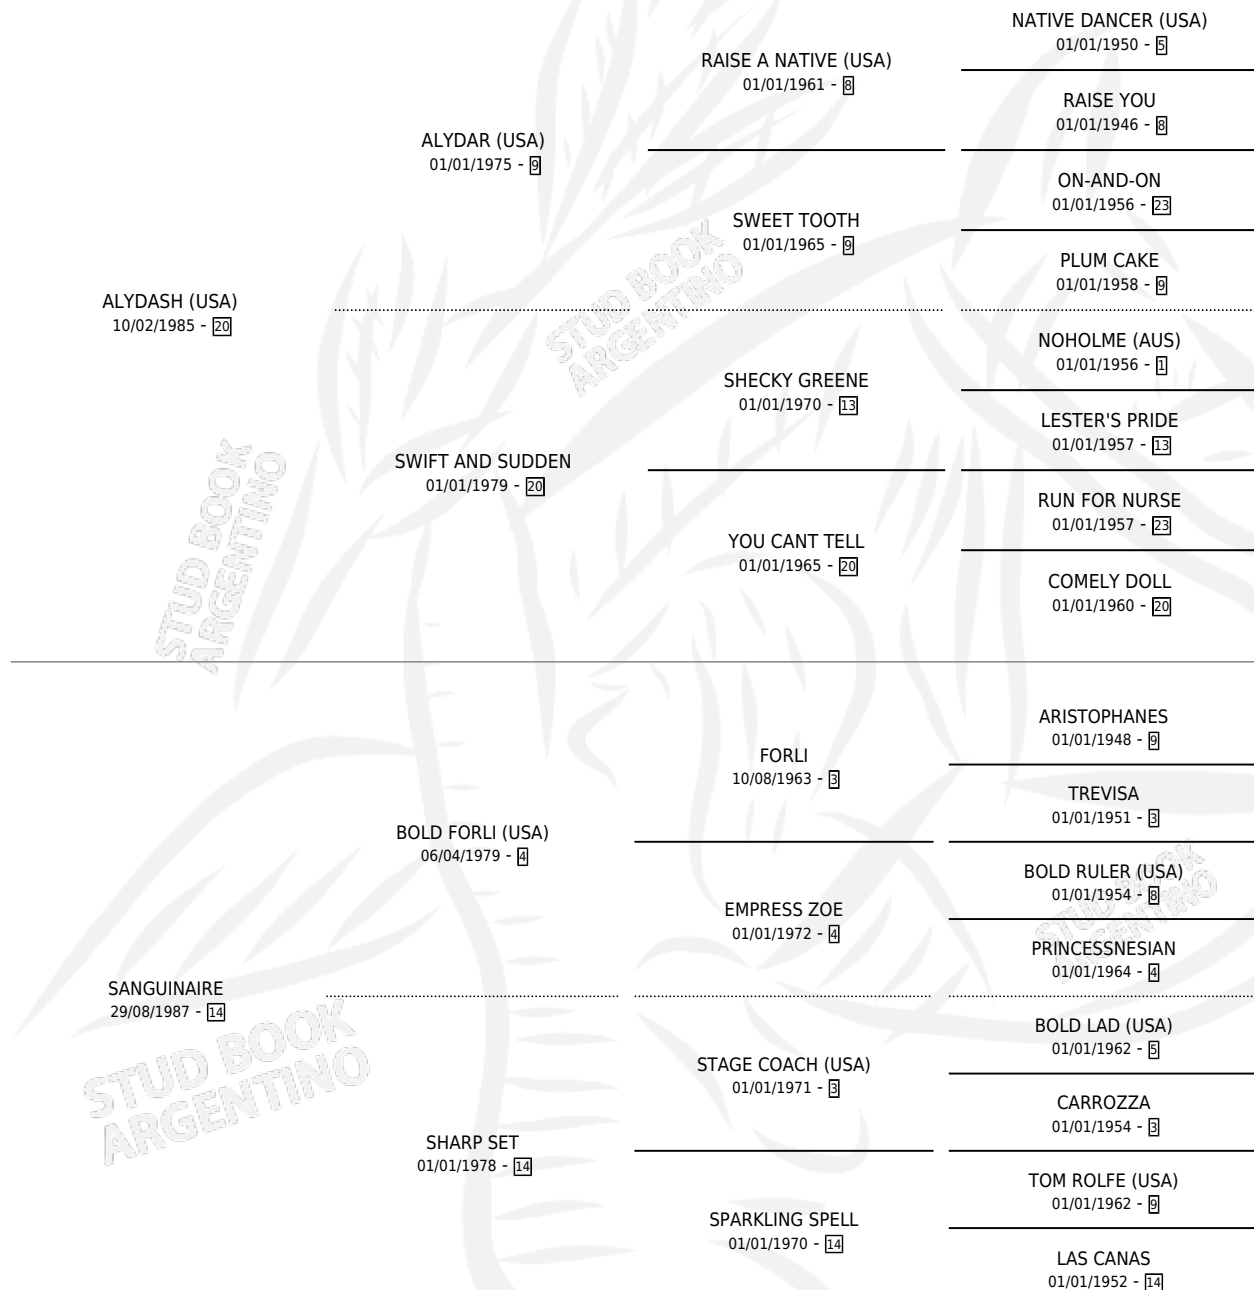 NATIVE DANCER (USA)
01/01/1950 - 5
RAISE A NATIVE (USA)
01/01/1961 - 8
RAISE YOU
01/01/1946 - 8
ALYDAR (USA)
01/01/1975 - 9
ON-AND-ON
01/01/1956 - 23
SWEET TOOTH
01/01/1965 - 9
PLUM CAKE
01/01/1958 - 9
ALYDASH (USA)
10/02/1985 - 20
STUD BOOK
ARGENTINO
NOHOLME (AUS)
01/01/1956 - 1
SHECKY GREENE
01/01/1970 - 13
LESTER'S PRIDE
01/01/1957 - 13
SWIFT AND SUDDEN
01/01/1979 - 20
RUN FOR NURSE
01/01/1957 - 23
YOU CANT TELL
01/01/1965 - 20
COMELY DOLL
01/01/1960 - 20
STUD BOOK
ARGENTINO
ARISTOPHANES
01/01/1948 - 9
FORLI
10/08/1963 - 3
TREVISA
01/01/1951 - 3
BOLD FORLI (USA)
06/04/1979 - 4
BOLD RULER (USA)
01/01/1954 - 8
EMPRESS ZOE
01/01/1972 - 4
STUD BOOK
ARGENTINO
PRINCESSNESIAN
01/01/1964 - 4
SANGUINAIRE
29/08/1987 - 14
STUD BOOK
ARGENTINO
BOLD LAD (USA)
01/01/1962 - 5
STAGE COACH (USA)
01/01/1971 - 3
CARROZZA
01/01/1954 - 3
SHARP SET
01/01/1978 - 14
TOM ROLFE (USA)
01/01/1962 - 9
SPARKLING SPELL
01/01/1970 - 14
LAS CANAS
01/01/1952 - 14